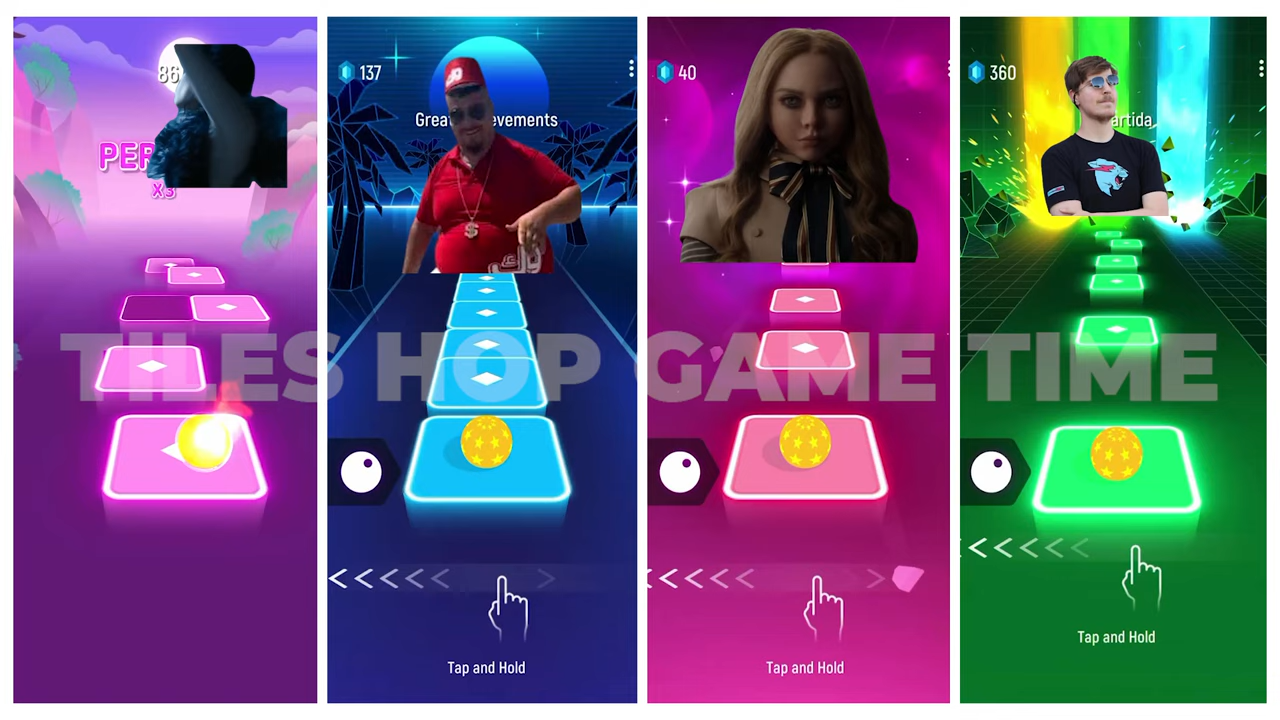 86
PER
X3
137
Grea evements
Tap and Hold
40
Tap and Hold
360
artida
Tap and Hold
TILES HOP GAME TIME